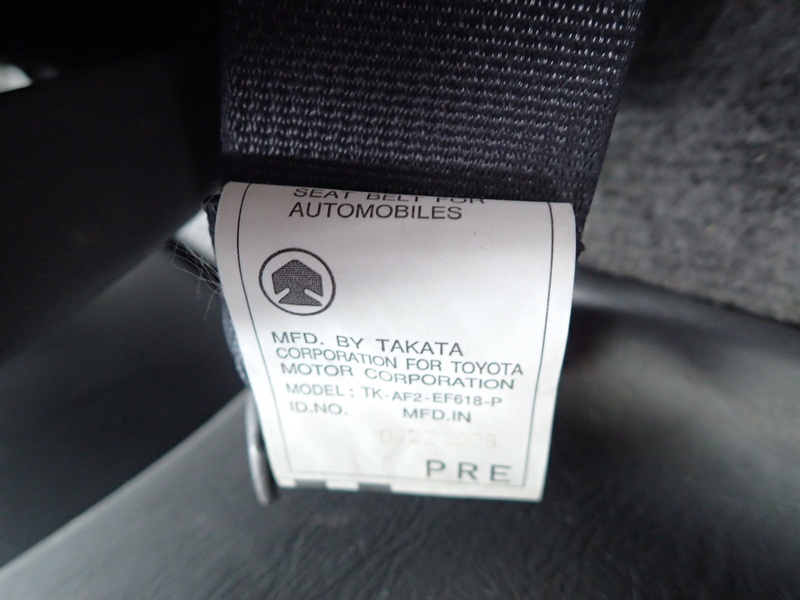 SEAT BELT FOR
AUTOMOBILES
MFD. BY TAKATA
CORPORATION FOR TOYOTA
MOTOR CORPORATION
MODEL: TK-AF2-EF618-P
ID.NO. MFD.IN
PRE